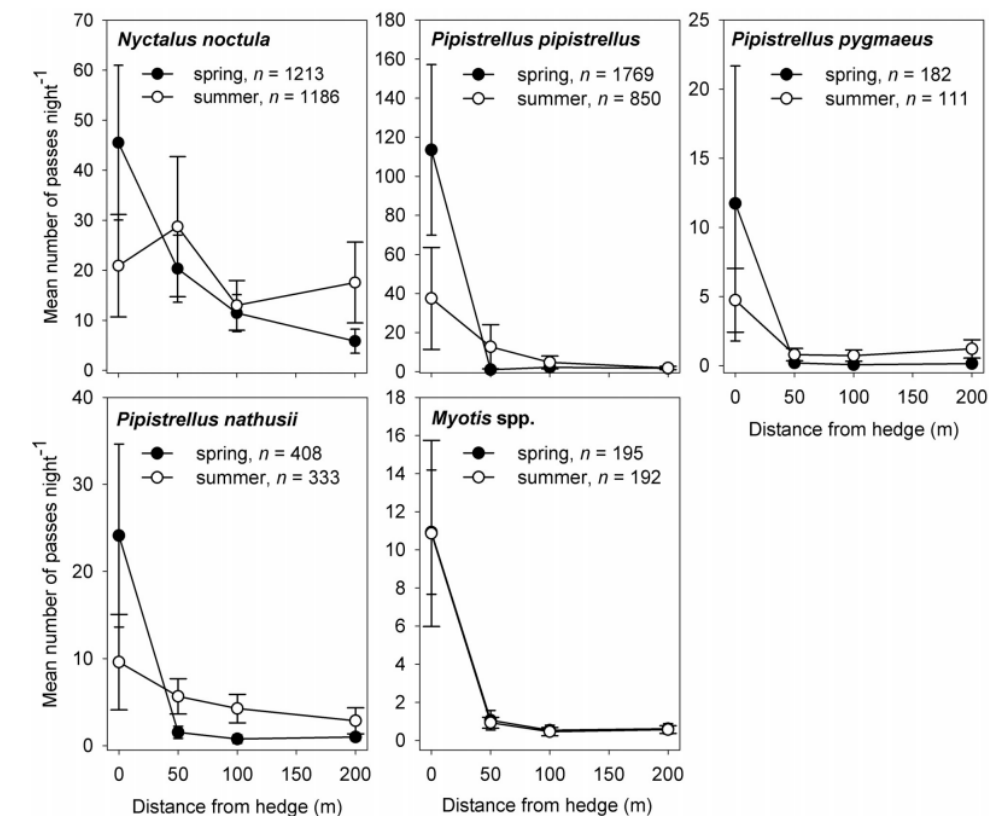 Nyctalus noctula
spring, n = 1213
summer, n = 1186
70
60
50
40
30
20
10
0
Mean number of passes night⁻¹
Pipistrellus pipistrellus
spring, n = 1769
summer, n = 850
180
160
140
120
100
80
60
40
20
0
Pipistrellus pygmaeus
spring, n = 182
summer, n = 111
25
20
15
10
5
0
0 50 100 150 200
Distance from hedge (m)
Pipistrellus nathusii
spring, n = 408
summer, n = 333
40
30
20
10
0
Mean number passes night⁻¹
0 50 100 150 200
Distance from hedge (m)
Myotis spp.
spring, n = 195
summer, n = 192
18
16
14
12
10
8
6
4
2
0
0 50 100 150 200
Distance from hedge (m)